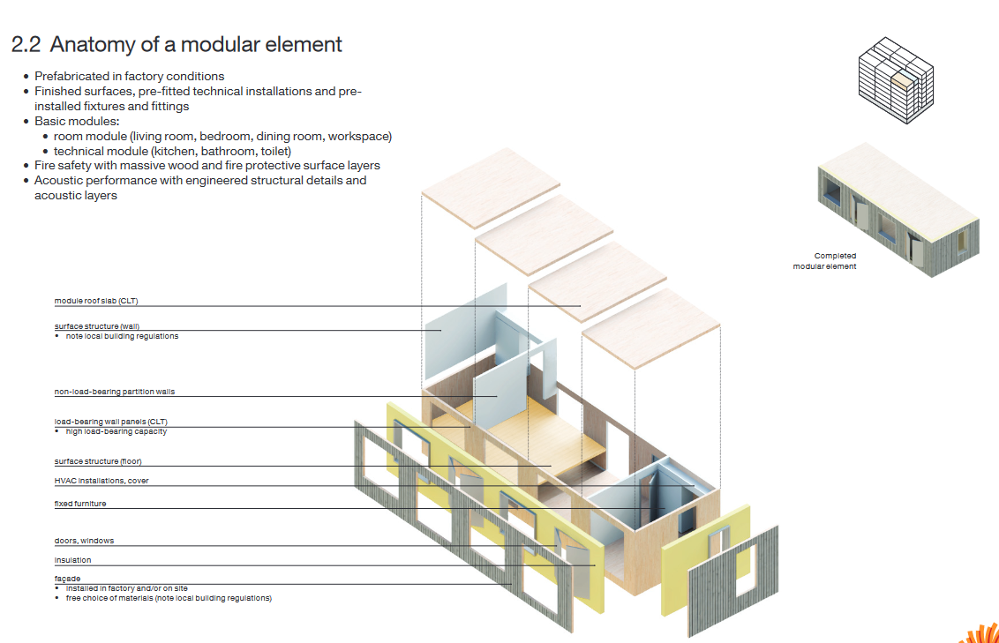 2.2 Anatomy of a modular element
• Prefabricated in factory conditions
• Finished surfaces, pre-fitted technical installations and pre-
installed fixtures and fittings
• Basic modules:
• room module (living room, bedroom, dining room, workspace)
• technical module (kitchen, bathroom, toilet)
• Fire safety with massive wood and fire protective surface layers
• Acoustic performance with engineered structural details and
acoustic layers
Completed
modular element
module roof slab (CLT)
surface structure (wall)
• note local building regulations
non-load-bearing partition walls
load-bearing wall panels (CLT)
• high load-bearing capacity
surface structure (floor)
HVAC installations, cover
fixed furniture
doors, windows
insulation
façade
• installed in factory and/or on site
• free choice of materials (note local building regulations)